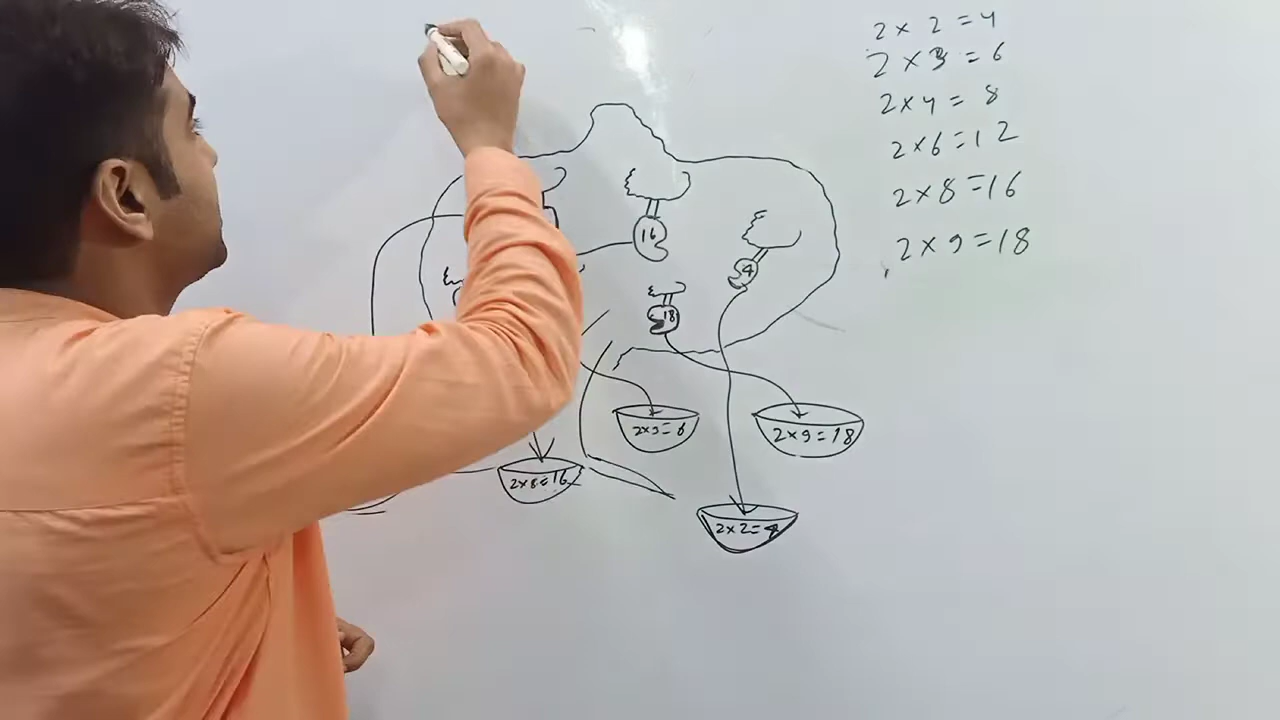 2 × 2 = 4
2 × 3 = 6
2 × 4 = 8
2 × 6 = 12
2 × 8 = 16
2 × 9 = 18
16
4
18
2×3=6
2×9=18
2×8=16
2×2=4